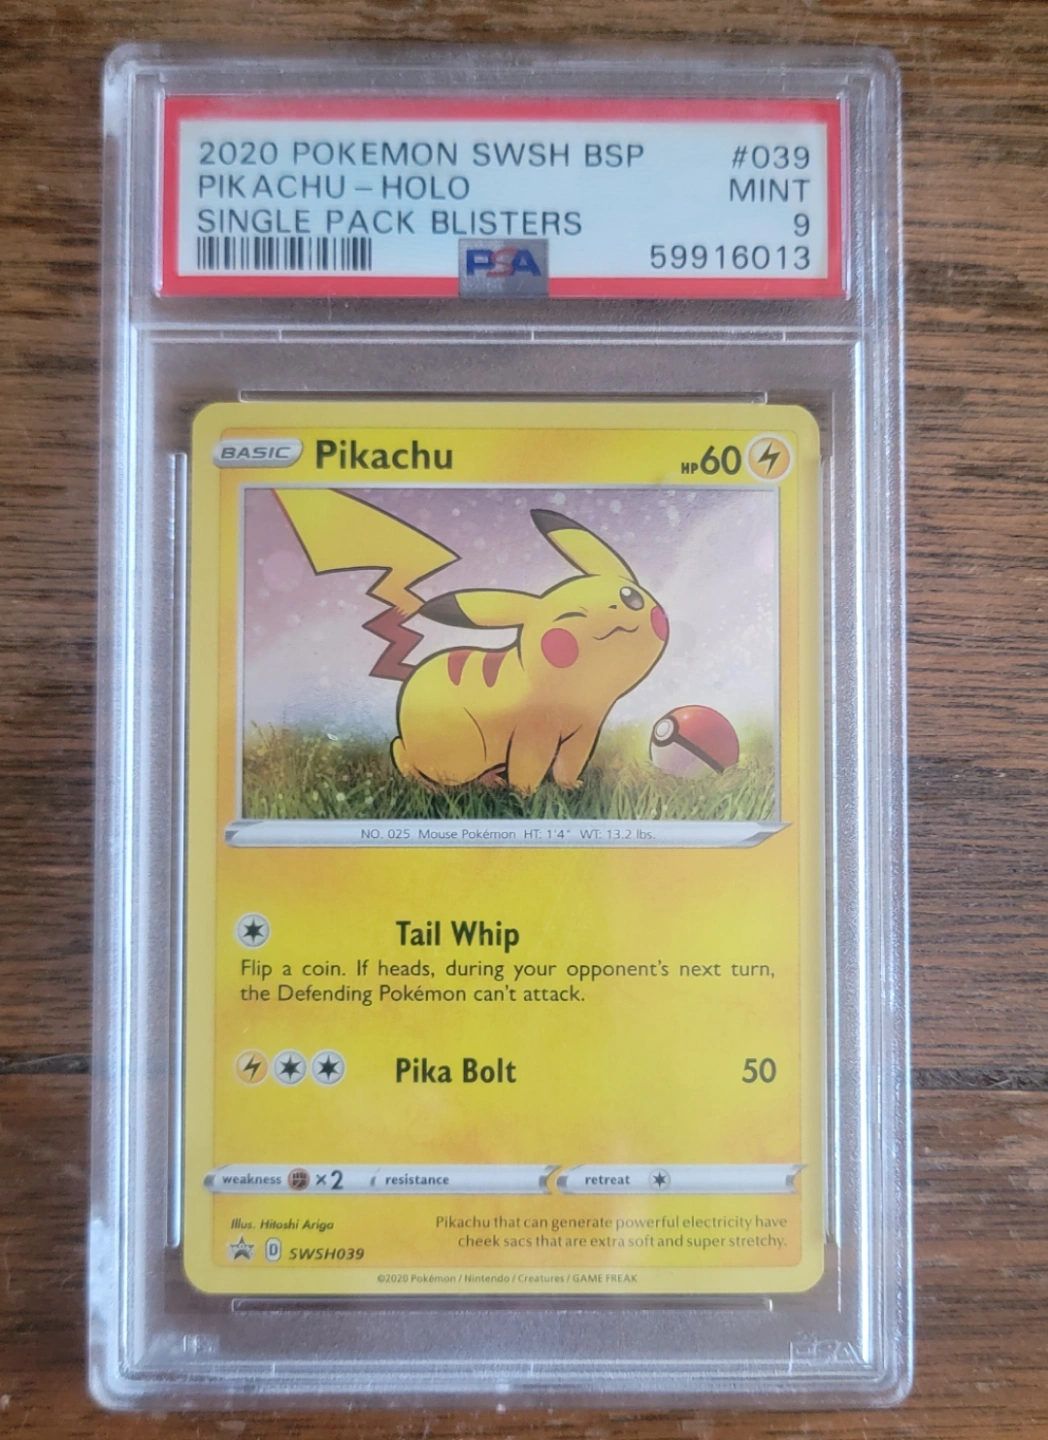 2020 POKEMON SWSH BSP #039
PIKACHU - HOLO MINT
SINGLE PACK BLISTERS 9
PSA 59916013
BASIC Pikachu HP60
NO. 025 Mouse Pokémon HT: 1'4" WT: 13.2 lbs.
Tail Whip
Flip a coin. If heads, during your opponent's next turn,
the Defending Pokémon can't attack.
Pika Bolt 50
weakness ×2 resistance retreat
Illus. Hitoshi Ariga
Pikachu that can generate powerful electricity have
cheek sacs that are extra soft and super stretchy.
D SWSH039
©2020 Pokémon / Nintendo / Creatures / GAME FREAK
PSA